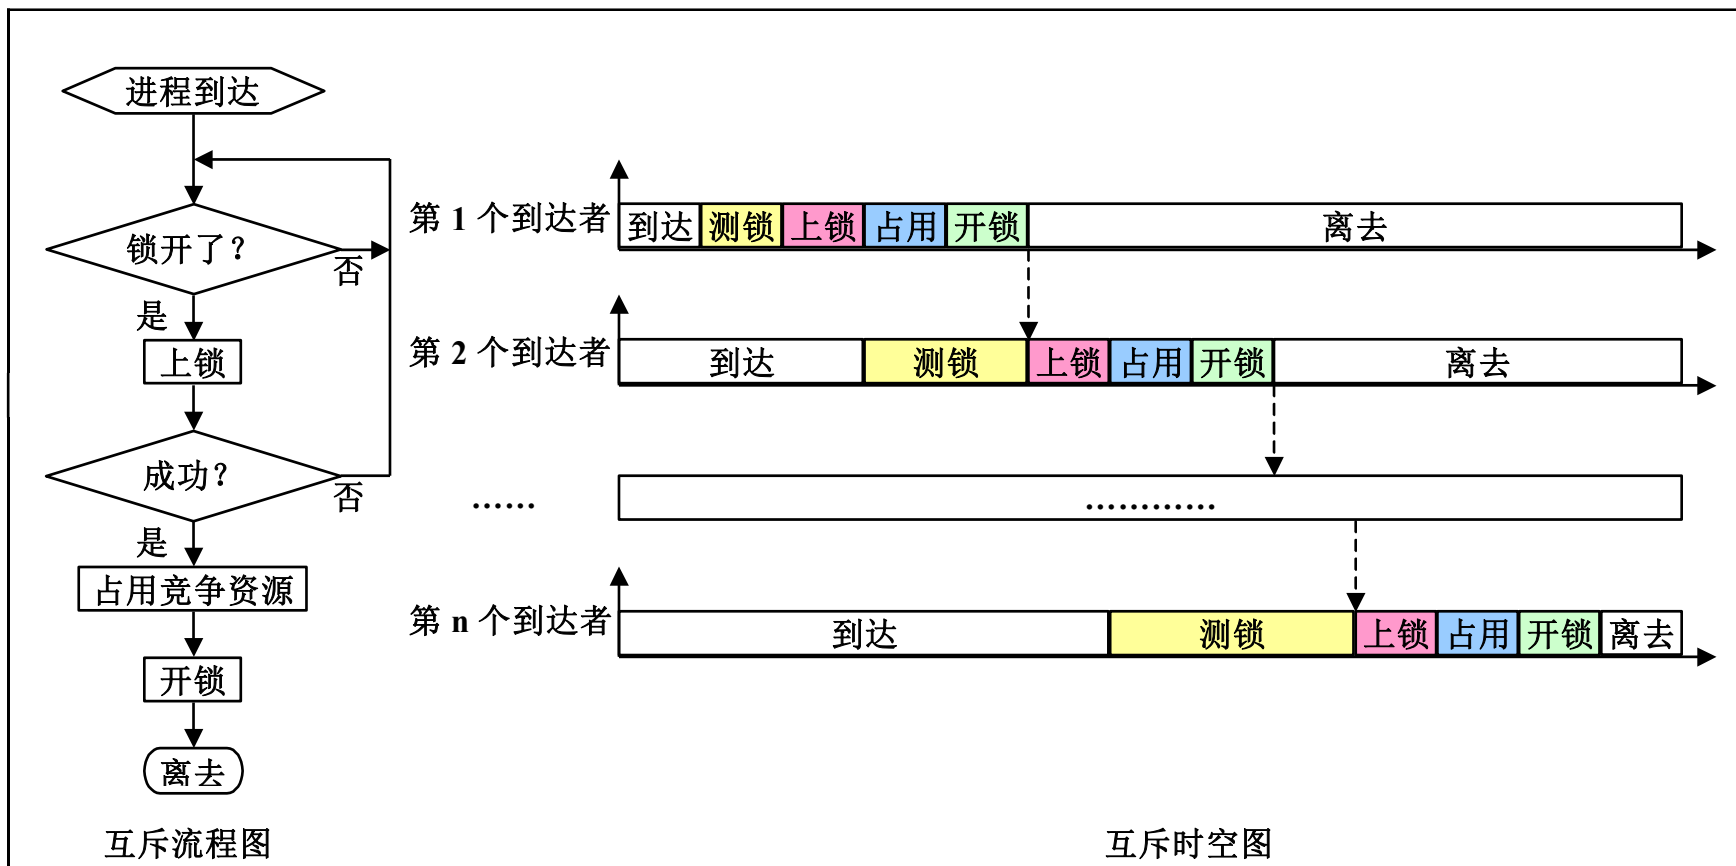 进程到达
锁开了？
否
是
上锁
成功？
否
是
占用竞争资源
开锁
离去
互斥流程图
第 1 个到达者 到达 测锁 上锁 占用 开锁 离去
第 2 个到达者 到达 测锁 上锁 占用 开锁 离去
…… …………
第 n 个到达者 到达 测锁 上锁 占用 开锁 离去
互斥时空图